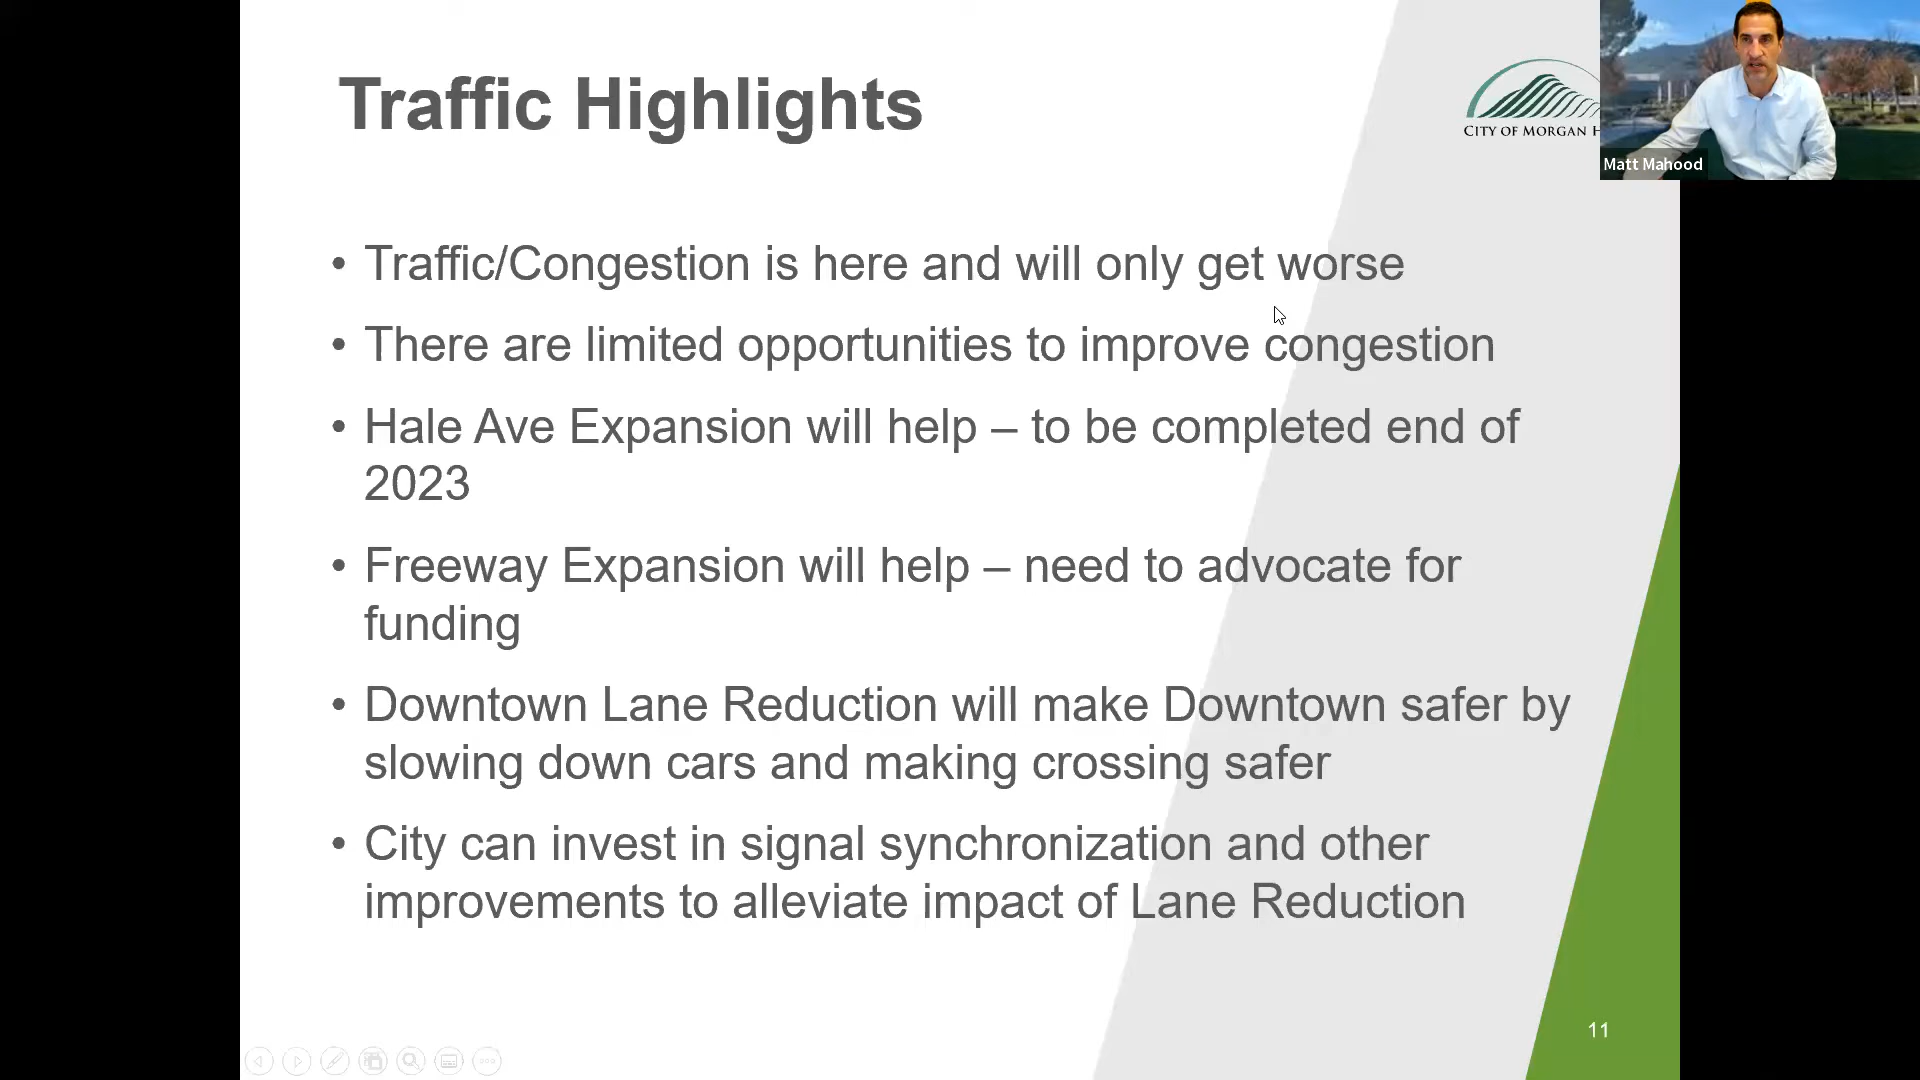 Traffic Highlights
CITY OF MORGAN H
Matt Mahood
• Traffic/Congestion is here and will only get worse
• There are limited opportunities to improve congestion
• Hale Ave Expansion will help – to be completed end of
2023
• Freeway Expansion will help – need to advocate for
funding
• Downtown Lane Reduction will make Downtown safer by
slowing down cars and making crossing safer
• City can invest in signal synchronization and other
improvements to alleviate impact of Lane Reduction
11